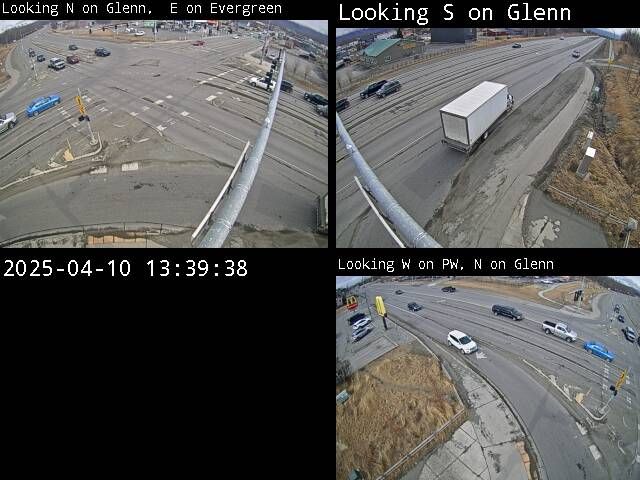 Looking N on Glenn, E on Evergreen
Looking S on Glenn
2025-04-10 13:39:38
Looking W on PW, N on Glenn